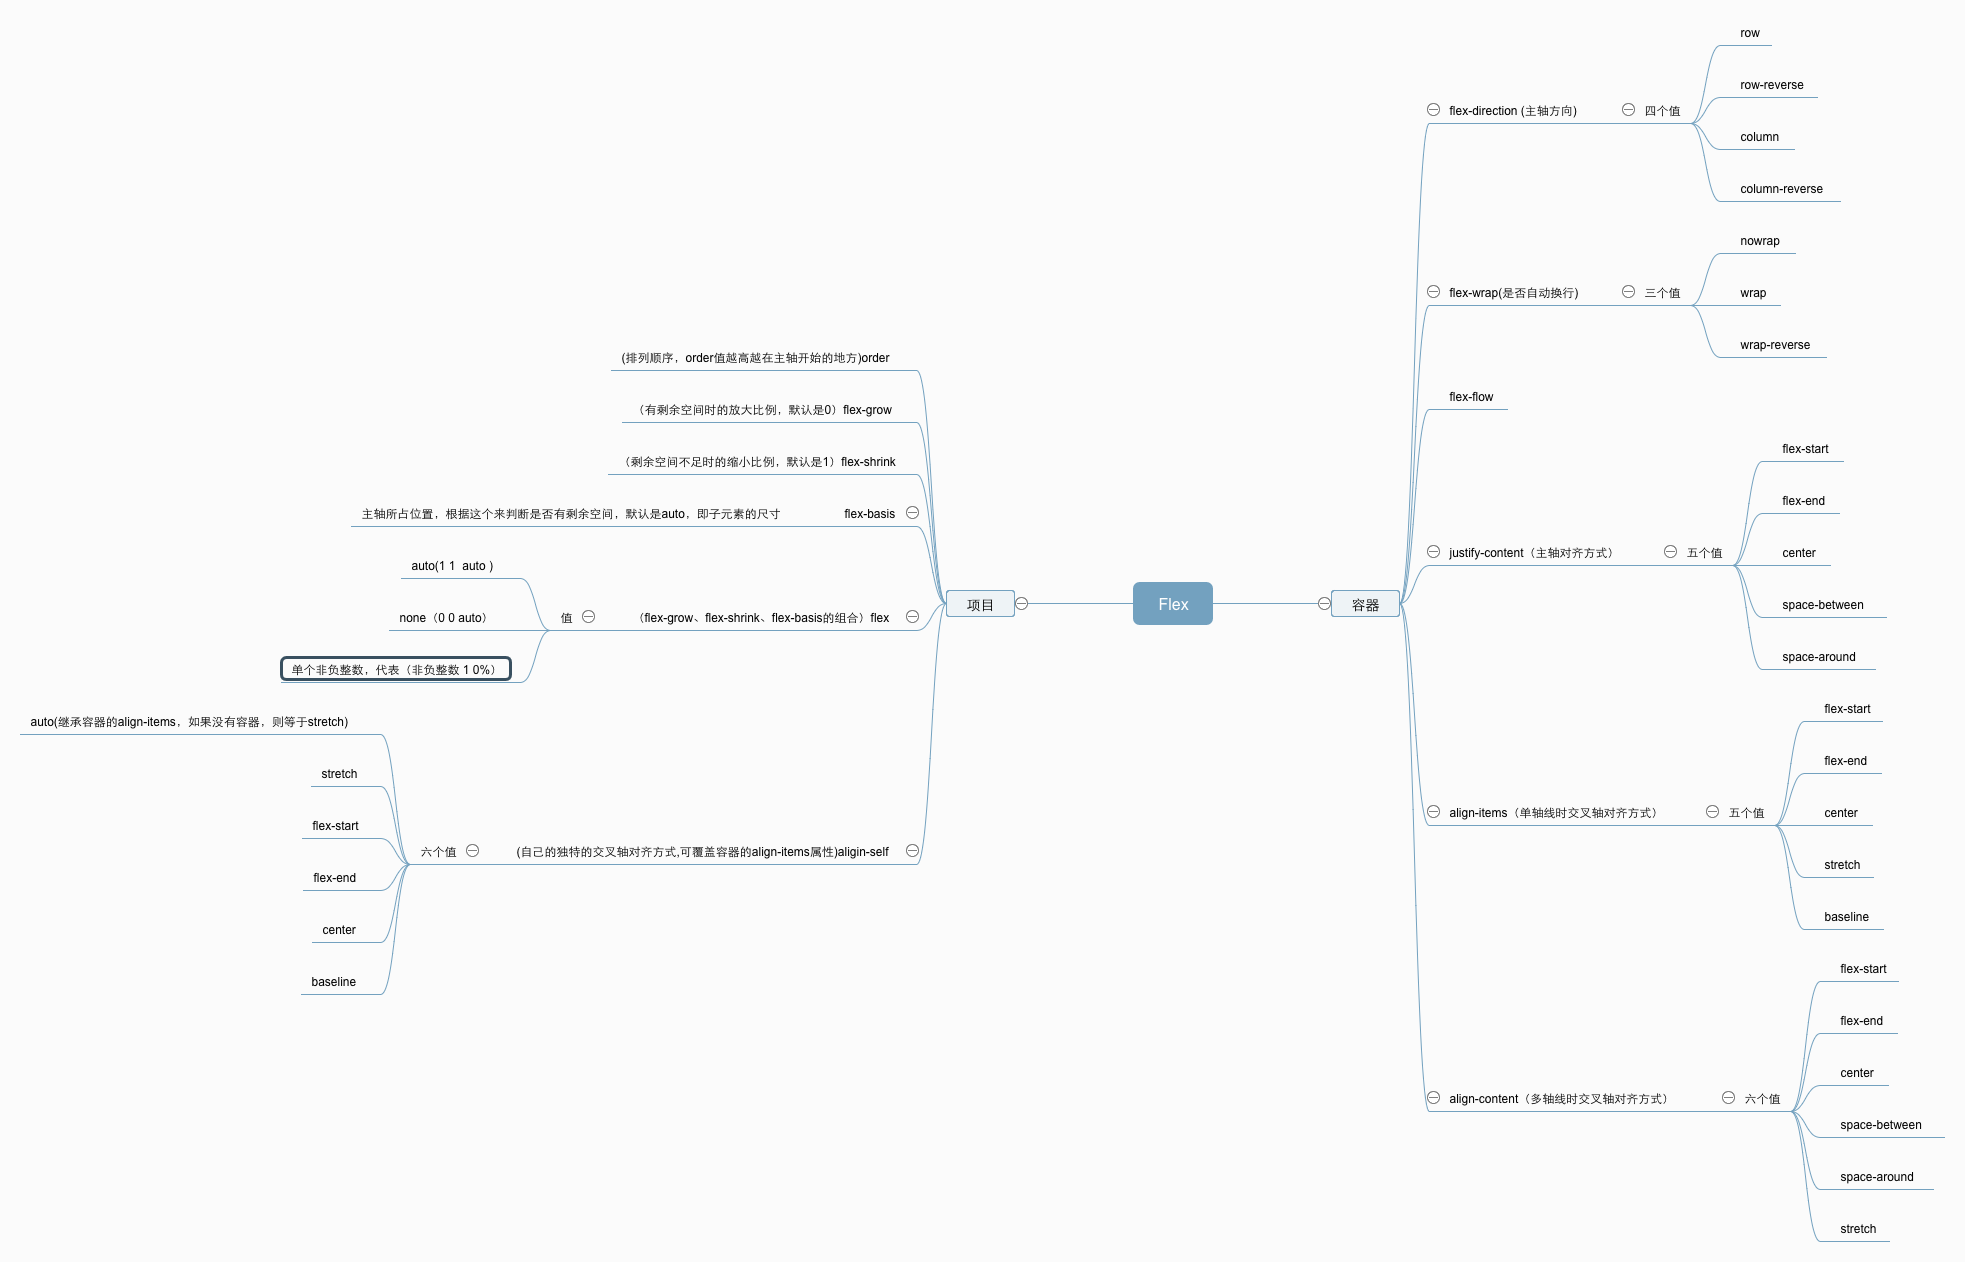 Flex
容器
flex-direction (主轴方向)
四个值
row
row-reverse
column
column-reverse
flex-wrap(是否自动换行)
三个值
nowrap
wrap
wrap-reverse
flex-flow
justify-content（主轴对齐方式）
五个值
flex-start
flex-end
center
space-between
space-around
align-items（单轴线时交叉轴对齐方式）
五个值
flex-start
flex-end
center
stretch
baseline
align-content（多轴线时交叉轴对齐方式）
六个值
flex-start
flex-end
center
space-between
space-around
stretch
项目
(排列顺序，order值越高越在主轴开始的地方)order
（有剩余空间时的放大比例，默认是0）flex-grow
（剩余空间不足时的缩小比例，默认是1）flex-shrink
flex-basis
主轴所占位置，根据这个来判断是否有剩余空间，默认是auto，即子元素的尺寸
（flex-grow、flex-shrink、flex-basis的组合）flex
值
auto(1 1  auto )
none（0 0 auto）
单个非负整数，代表（非负整数 1 0%）
(自己的独特的交叉轴对齐方式,可覆盖容器的align-items属性)aligin-self
六个值
auto(继承容器的align-items，如果没有容器，则等于stretch)
stretch
flex-start
flex-end
center
baseline